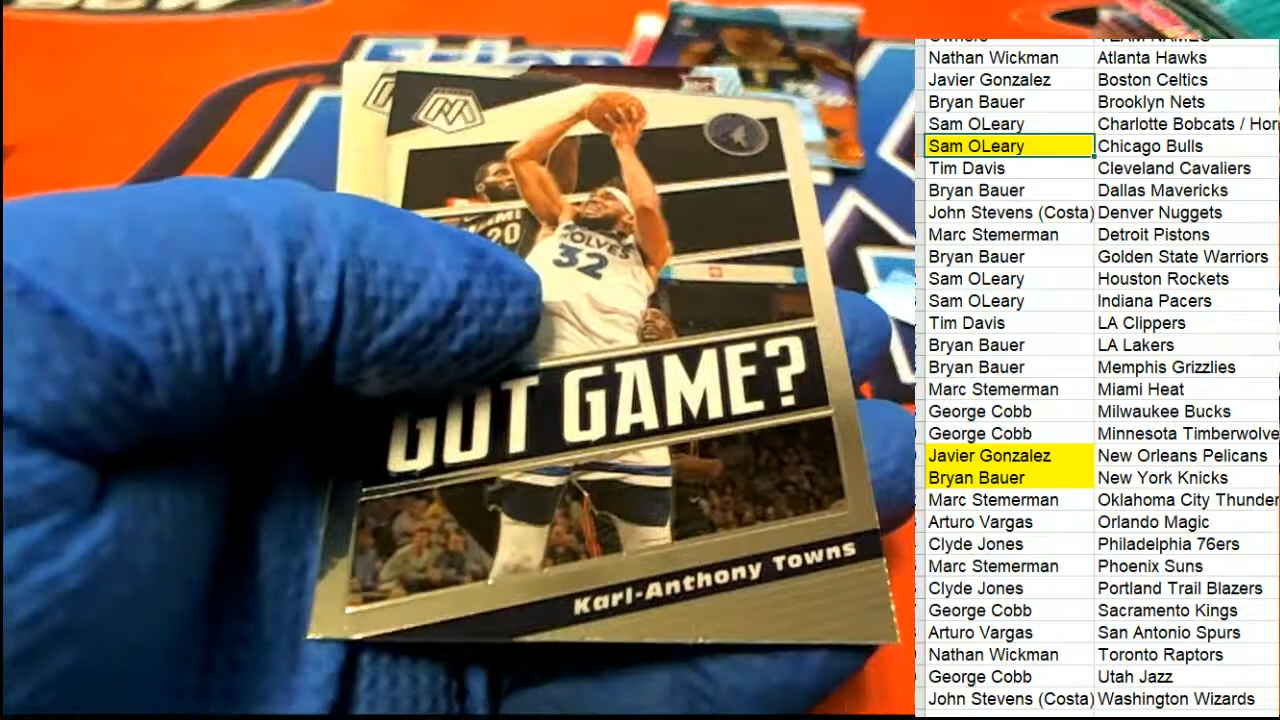 MI
20
WOLVES
32
GOT GAME?
Karl-Anthony Towns
Owners TEAM NAMES
Nathan Wickman Atlanta Hawks
Javier Gonzalez Boston Celtics
Bryan Bauer Brooklyn Nets
Sam OLeary Charlotte Bobcats / Hor
Sam OLeary Chicago Bulls
Tim Davis Cleveland Cavaliers
Bryan Bauer Dallas Mavericks
John Stevens (Costa) Denver Nuggets
Marc Stemerman Detroit Pistons
Bryan Bauer Golden State Warriors
Sam OLeary Houston Rockets
Sam OLeary Indiana Pacers
Tim Davis LA Clippers
Bryan Bauer LA Lakers
Bryan Bauer Memphis Grizzlies
Marc Stemerman Miami Heat
George Cobb Milwaukee Bucks
George Cobb Minnesota Timberwolve
Javier Gonzalez New Orleans Pelicans
Bryan Bauer New York Knicks
Marc Stemerman Oklahoma City Thunder
Arturo Vargas Orlando Magic
Clyde Jones Philadelphia 76ers
Marc Stemerman Phoenix Suns
Clyde Jones Portland Trail Blazers
George Cobb Sacramento Kings
Arturo Vargas San Antonio Spurs
Nathan Wickman Toronto Raptors
George Cobb Utah Jazz
John Stevens (Costa) Washington Wizards